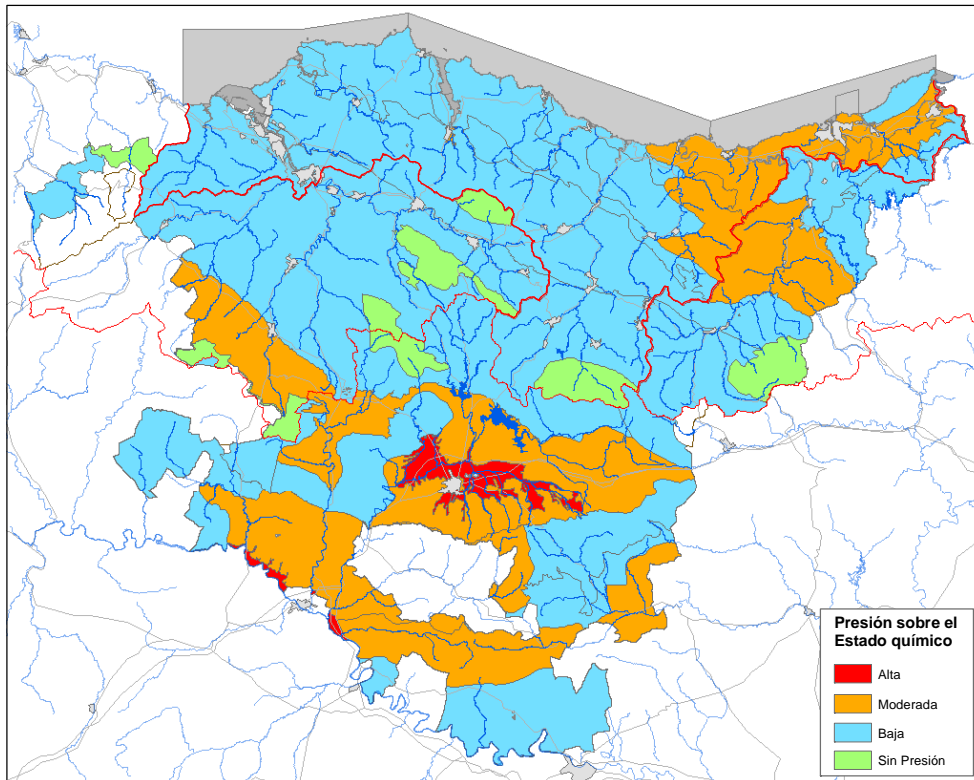 Presión sobre el
Estado químico
Alta
Moderada
Baja
Sin Presión